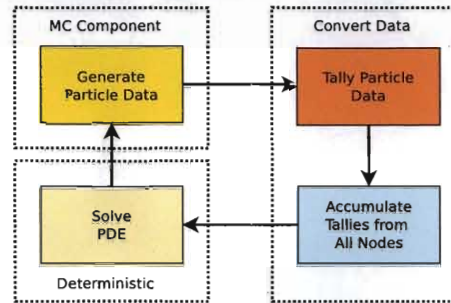 MC Component
Convert Data
Generate
Particle Data
Tally Particle
Data
Solve
PDE
Accumulate
Tallies from
All Nodes
Deterministic